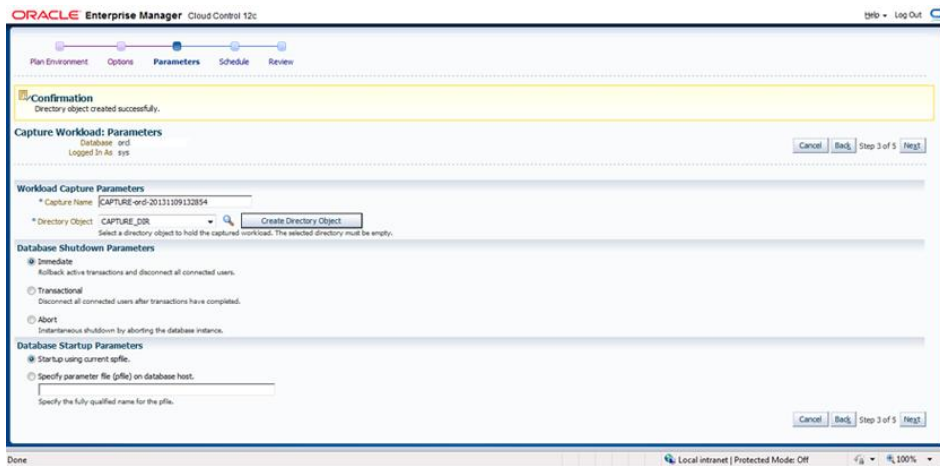 ORACLE Enterprise Manager Cloud Control 12c
Help Log Out
Plan Environment Options Parameters Schedule Review
Confirmation
Directory object created successfully.
Capture Workload: Parameters
Database ord
Logged In As sys
Cancel Back Step 3 of 5 Next
Workload Capture Parameters
* Capture Name CAPTURE-ord-20131109132854
* Directory Object CAPTURE_DIR Create Directory Object
Select a directory object to hold the captured workload. The selected directory must be empty.
Database Shutdown Parameters
Immediate
Rollback active transactions and disconnect all connected users.
Transactional
Disconnect all connected users after transactions have completed.
Abort
Instantaneous shutdown by aborting the database instance.
Database Startup Parameters
Startup using current spfile.
Specify parameter file (pfile) on database host.
Specify the fully qualified name for the pfile.
Cancel Back Step 3 of 5 Next
Done
Local intranet | Protected Mode: Off
100%